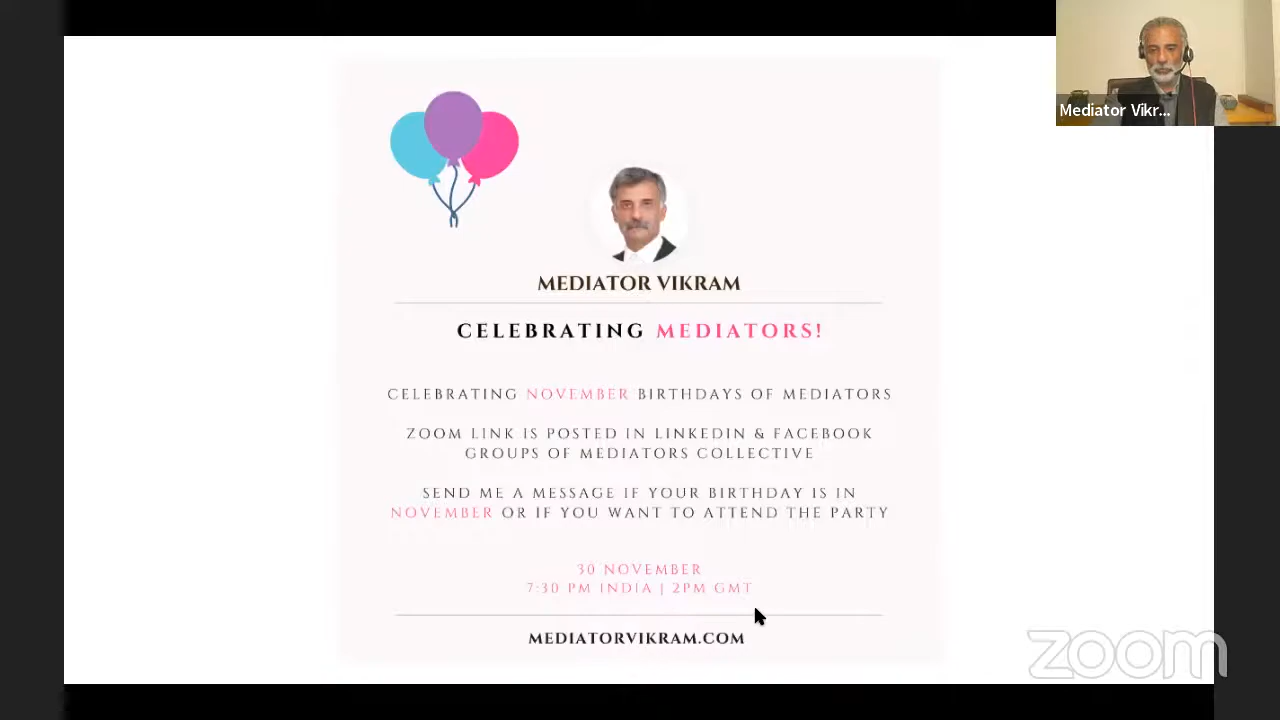 Mediator Vikr...
MEDIATOR VIKRAM
CELEBRATING MEDIATORS!
CELEBRATING NOVEMBER BIRTHDAYS OF MEDIATORS
ZOOM LINK IS POSTED IN LINKEDIN & FACEBOOK
GROUPS OF MEDIATORS COLLECTIVE
SEND ME A MESSAGE IF YOUR BIRTHDAY IS IN
NOVEMBER OR IF YOU WANT TO ATTEND THE PARTY
30 NOVEMBER
7:30 PM INDIA | 2PM GMT
MEDIATORVIKRAM.COM
zoom